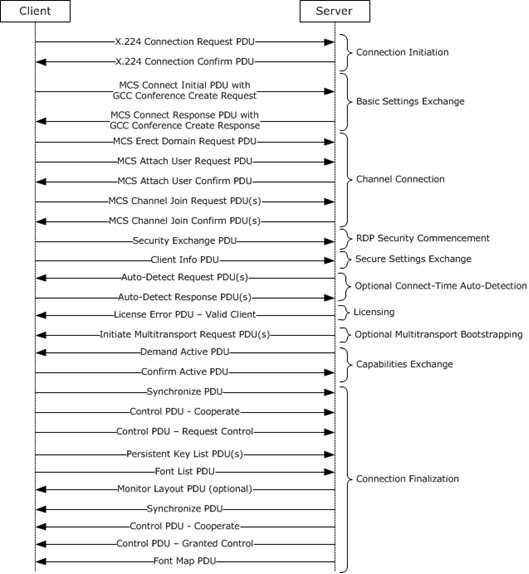 Client
Server
X.224 Connection Request PDU
X.224 Connection Confirm PDU
Connection Initiation
MCS Connect Initial PDU with
GCC Conference Create Request
MCS Connect Response PDU with
GCC Conference Create Response
Basic Settings Exchange
MCS Erect Domain Request PDU
MCS Attach User Request PDU
MCS Attach User Confirm PDU
MCS Channel Join Request PDU(s)
MCS Channel Join Confirm PDU(s)
Channel Connection
Security Exchange PDU
RDP Security Commencement
Client Info PDU
Secure Settings Exchange
Auto-Detect Request PDU(s)
Auto-Detect Response PDU(s)
Optional Connect-Time Auto-Detection
License Error PDU – Valid Client
Licensing
Initiate Multitransport Request PDU(s)
Optional Multitransport Bootstrapping
Demand Active PDU
Confirm Active PDU
Capabilities Exchange
Synchronize PDU
Control PDU - Cooperate
Control PDU – Request Control
Persistent Key List PDU(s)
Font List PDU
Monitor Layout PDU (optional)
Synchronize PDU
Control PDU - Cooperate
Control PDU – Granted Control
Font Map PDU
Connection Finalization